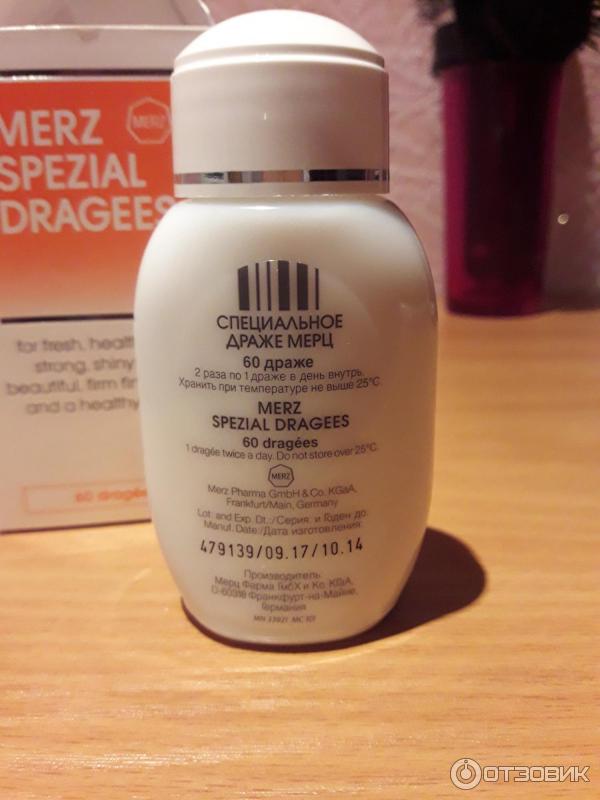 MERZ
SPEZIAL
DRAGEES
MERZ
for fresh, heal
strong, shiny
beautiful, firm fin
and a healthy
60 dragées
СПЕЦИАЛЬНОЕ
ДРАЖЕ МЕРЦ
60 драже
2 раза по 1 драже в день внутрь.
Хранить при температуре не выше 25°C.
MERZ
SPEZIAL DRAGEES
60 dragées
1 dragée twice a day. Do not store over 25°C.
MERZ
Merz Pharma GmbH & Co. KGaA,
Frankfurt/Main, Germany
Lot: and Exp. Dt.:/Серия: и Годен до:
Manuf. Date:/Дата изготовления:
479139/09.17/10.14
Производитель:
Мерц Фарма ГмбХ и Ко. КГаА,
D-60318 Франкфурт-на-Майне,
Германия
ОТЗОВИК